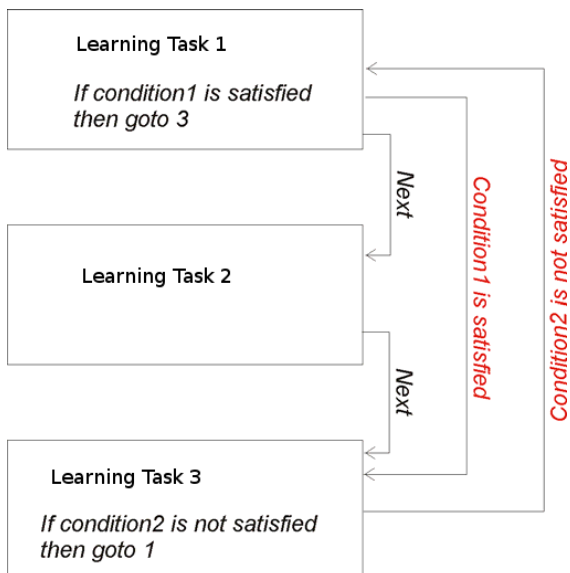 Learning Task 1
If condition1 is satisfied
then goto 3
Next
Condition1 is satisfied
Condition2 is not satisfied
Learning Task 2
Next
Learning Task 3
If condition2 is not satisfied
then goto 1